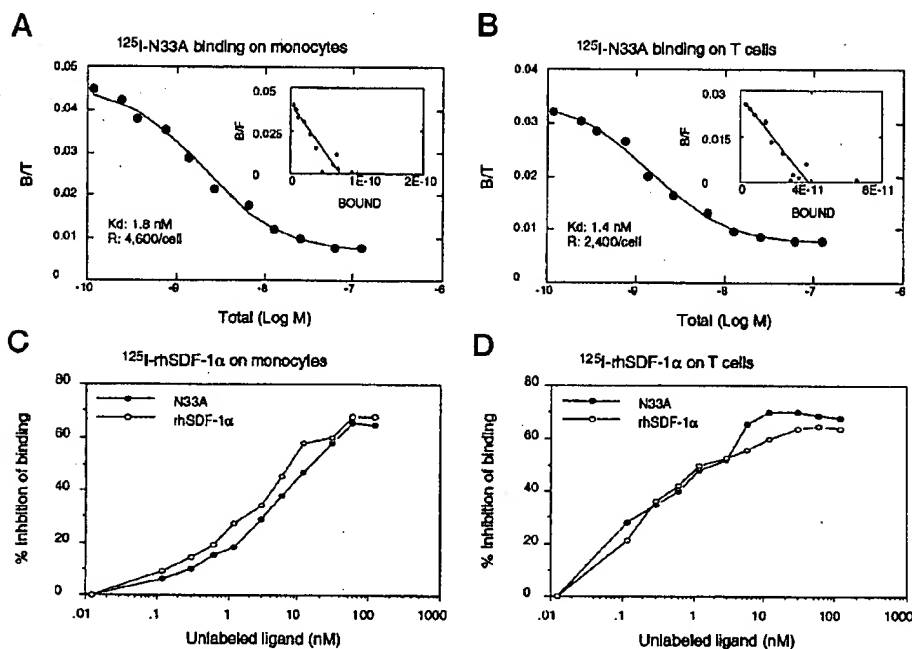 A
¹²⁵I-N33A binding on monocytes
0.05
0.04
0.03
0.02
0.01
0
B/T
0.05
0.025
0
B/F
0 1E-10 2E-10
BOUND
Kd: 1.8 nM
R: 4,600/cell
-10 -9 -8 -7 -6
Total (Log M)
B
¹²⁵I-N33A binding on T cells
1.4
0.04
0.03
0.02
0.01
0
B/T
0.03
0.015
0
B/F
0 4E-11 8E-11
BOUND
Kd: 1.4 nM
R: 2,400/cell
-10 -9 -8 -7 -6
Total (Log M)
C
¹²⁵I-rhSDF-1α on monocytes
80
60
40
20
0
% Inhbition of binding
N33A
rhSDF-1α
.01 0.1 1 10 100 1000
Unlabeled ligand (nM)
D
¹²⁵I-rhSDF-1α on T cells
80
60
40
20
0
% Inhibition of binding
N33A
rhSDF-1α
.01 0.1 1 10 100 1000
Unlabeled ligand (nM)